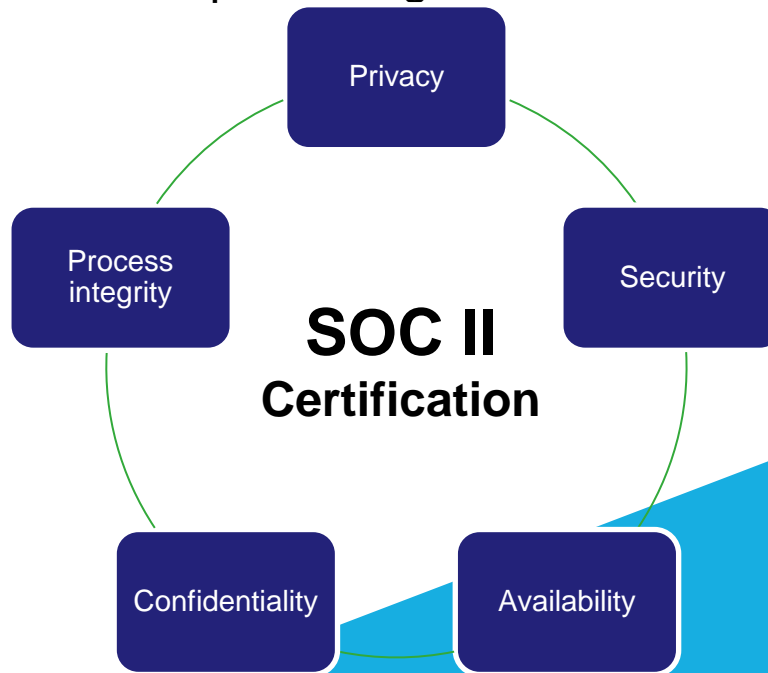 Privacy
Process
integrity
Security
SOC II
Certification
Confidentiality
Availability